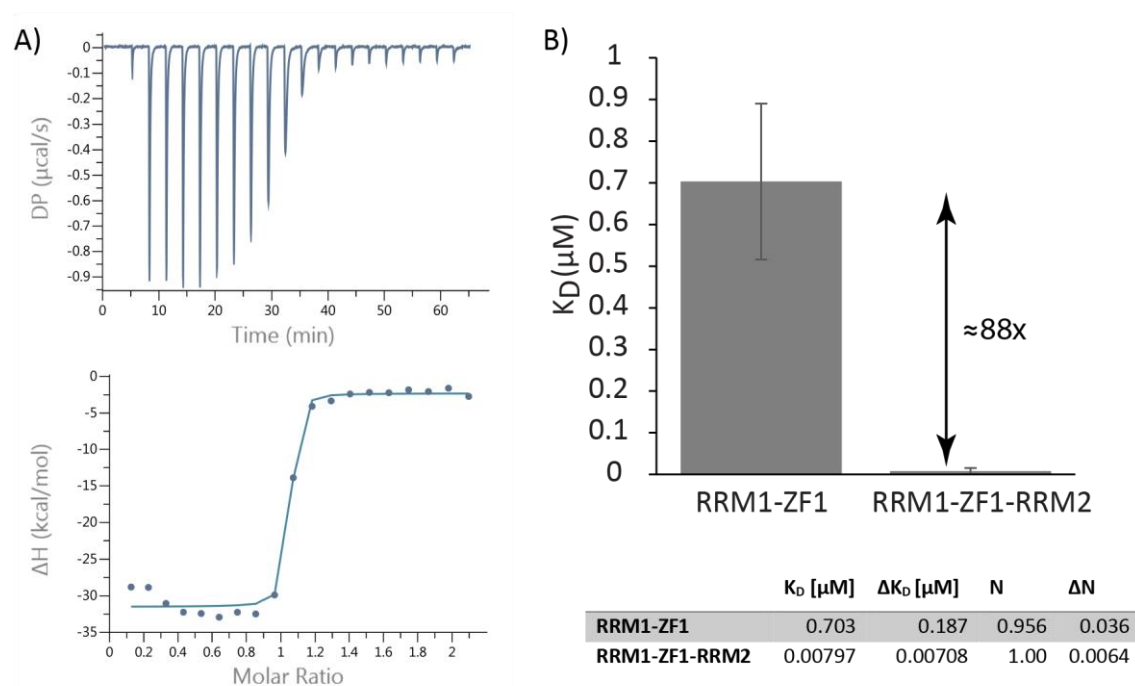 A)
0
-0.1
-0.2
-0.3
-0.4
-0.5
-0.6
-0.7
-0.8
-0.9
DP (µcal/s)
0 10 20 30 40 50 60
Time (min)
0
-5
-10
-15
-20
-25
-30
-35
ΔH (kcal/mol)
0 0.2 0.4 0.6 0.8 1 1.2 1.4 1.6 1.8 2
Molar Ratio
B)
1
0.9
0.8
0.7
0.6
0.5
0.4
0.3
0.2
0.1
0
KD(µM)
≈88x
RRM1-ZF1 RRM1-ZF1-RRM2
KD [µM] ΔKD [µM] N ΔN
RRM1-ZF1 0.703 0.187 0.956 0.036
RRM1-ZF1-RRM2 0.00797 0.00708 1.00 0.0064